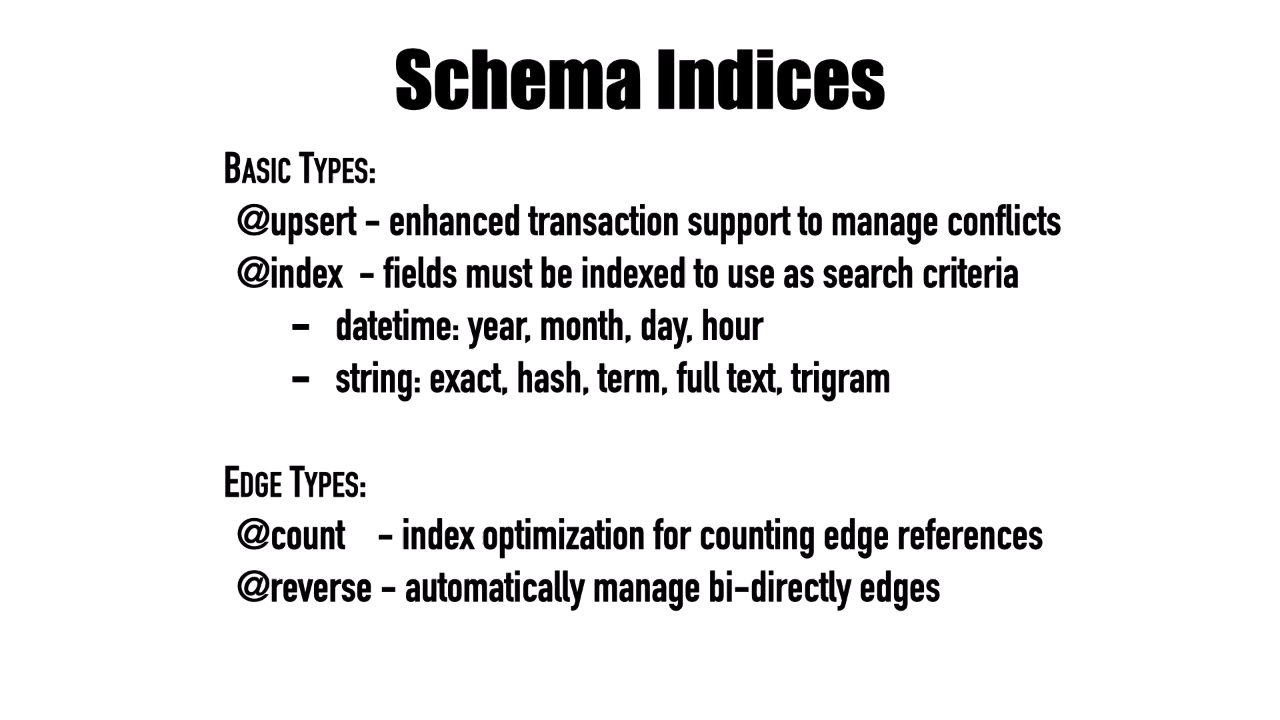 Schema Indices
Basic Types:
@upsert - enhanced transaction support to manage conflicts
@index - fields must be indexed to use as search criteria
- datetime: year, month, day, hour
- string: exact, hash, term, full text, trigram
Edge Types:
@count - index optimization for counting edge references
@reverse - automatically manage bi-directly edges